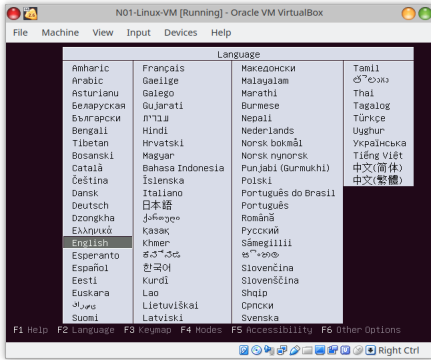 N01-Linux-VM [Running] - Oracle VM VirtualBox
File Machine View Input Devices Help
Language
Amharic
Arabic
Asturianu
Беларуская
Български
Bengali
Tibetan
Bosanski
Català
Čeština
Dansk
Deutsch
Dzongkha
Ελληνικά
English
Esperanto
Español
Eesti
Euskara
ﻰﺳﺭﺎﻓ
Suomi
Français
Gaeilge
Galego
Gujarati
עברית
Hindi
Hrvatski
Magyar
Bahasa Indonesia
Íslenska
Italiano
日本語
ქართული
Қазақ
Khmer
ಕನ್ನಡ
한국어
Kurdî
Lao
Lietuviškai
Latviski
Македонски
Malayalam
Marathi
Burmese
Nepali
Nederlands
Norsk bokmål
Norsk nynorsk
Punjabi (Gurmukhi)
Polski
Português do Brasil
Português
Română
Русский
Sámegillii
සිංහල
Slovenčina
Slovenščina
Shqip
Српски
Svenska
Tamil
తెలుగు
Thai
Tagalog
Türkçe
Uyghur
Українська
Tiếng Việt
中文(简体)
中文(繁體)
F1 Help F2 Language F3 Keymap F4 Modes F5 Accessibility F6 Other Options
Right Ctrl